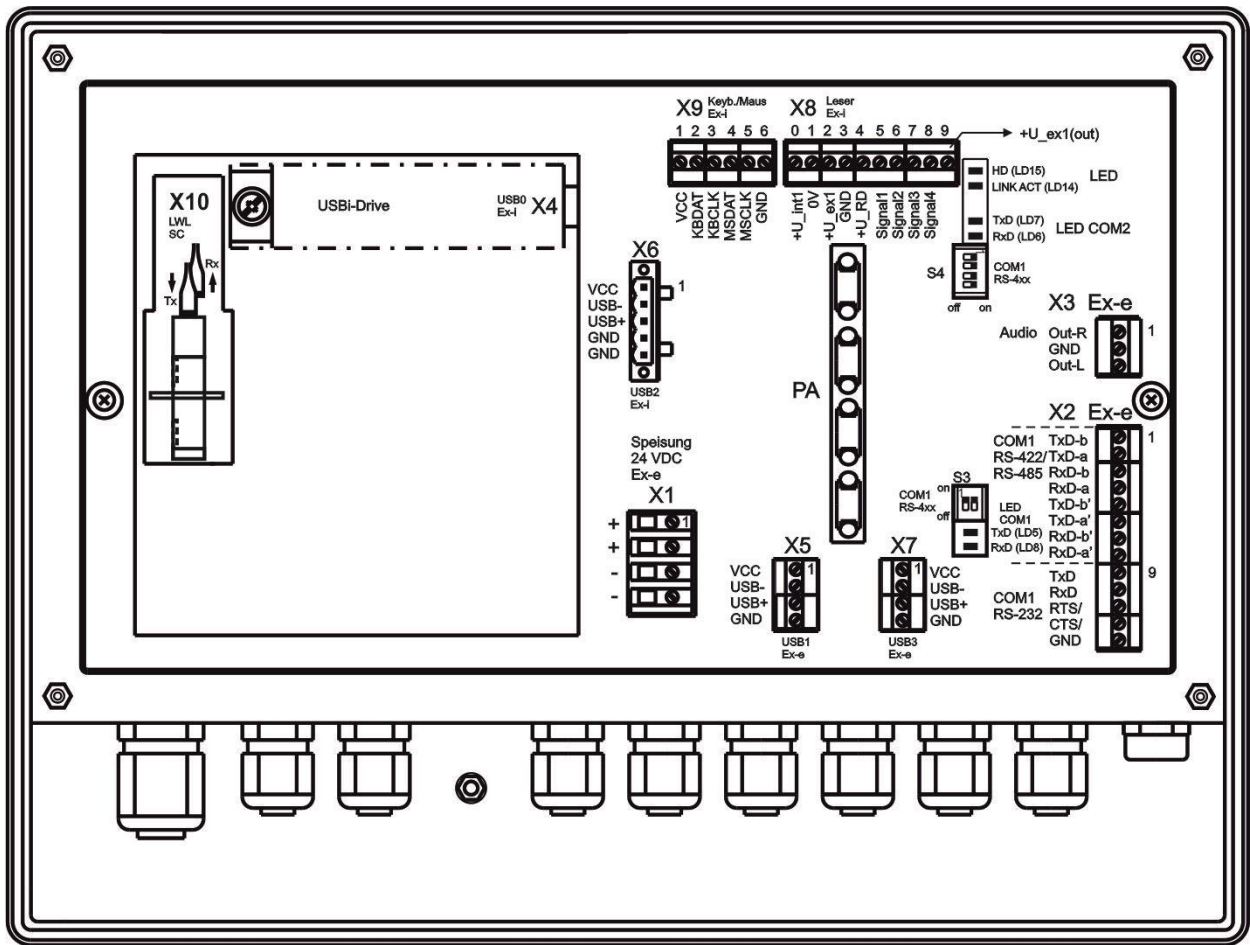 X9 Keyb./Maus
Ex-i
1 2 3 4 5 6
VCC
KBDAT
KBCLK
MSDAT
MSCLK
GND
X8 Leser
Ex-i
0 1 2 3 4 5 6 7 8 9
+U_ex1(out)
+U_int1
0V
+U_ex1
GND
+U_RD
Signal1
Signal2
Signal3
Signal4
HD (LD15)
LINK ACT (LD14)
LED
TxD (LD7)
RxD (LD6)
LED COM2
S4
COM1
RS-4xx
off on
X10
LWL
SC
Rx
Tx
USBi-Drive
USB0
Ex-i
X4
X6
1
VCC
USB-
USB+
GND
GND
USB2
Ex-i
PA
X3 Ex-e
Audio Out-R 1
GND
Out-L
X2 Ex-e
COM1 TxD-b 1
RS-422/ TxD-a
RS-485 RxD-b
RxD-a
TxD-b'
TxD-a'
RxD-b'
RxD-a'
TxD 9
COM1 RxD
RS-232 RTS/
CTS/
GND
S3
on
1
COM1
RS-4xx
off
LED
COM1
TxD (LD5)
RxD (LD8)
Speisung
24 VDC
Ex-e
X1
+ 1
+
-
-
X5
VCC 1
USB-
USB+
GND
USB1
Ex-e
X7
1 VCC
USB-
USB+
GND
USB3
Ex-e